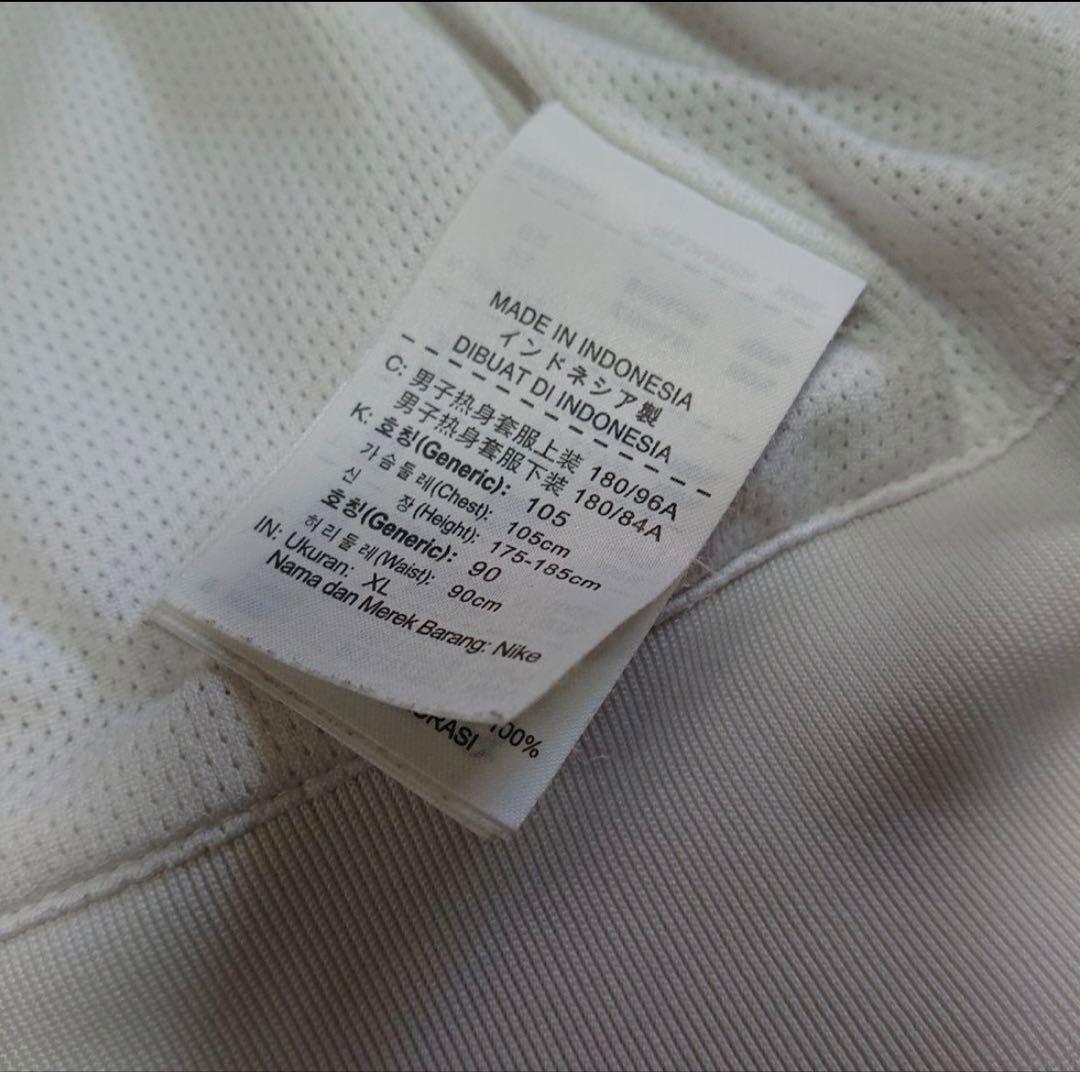 MADE IN INDONESIA
インドネシア製
DIBUAT DI INDONESIA
C: 男子热身套服上装 180/96A
男子热身套服下装 180/84A
K: 호칭(Generic): 105
가슴둘레(Chest): 105cm
신 장(Height): 175-185cm
호칭(Generic): 90
허리둘레(Waist): 90cm
IN: Ukuran: XL
Nama dan Merek Barang: Nike
100%